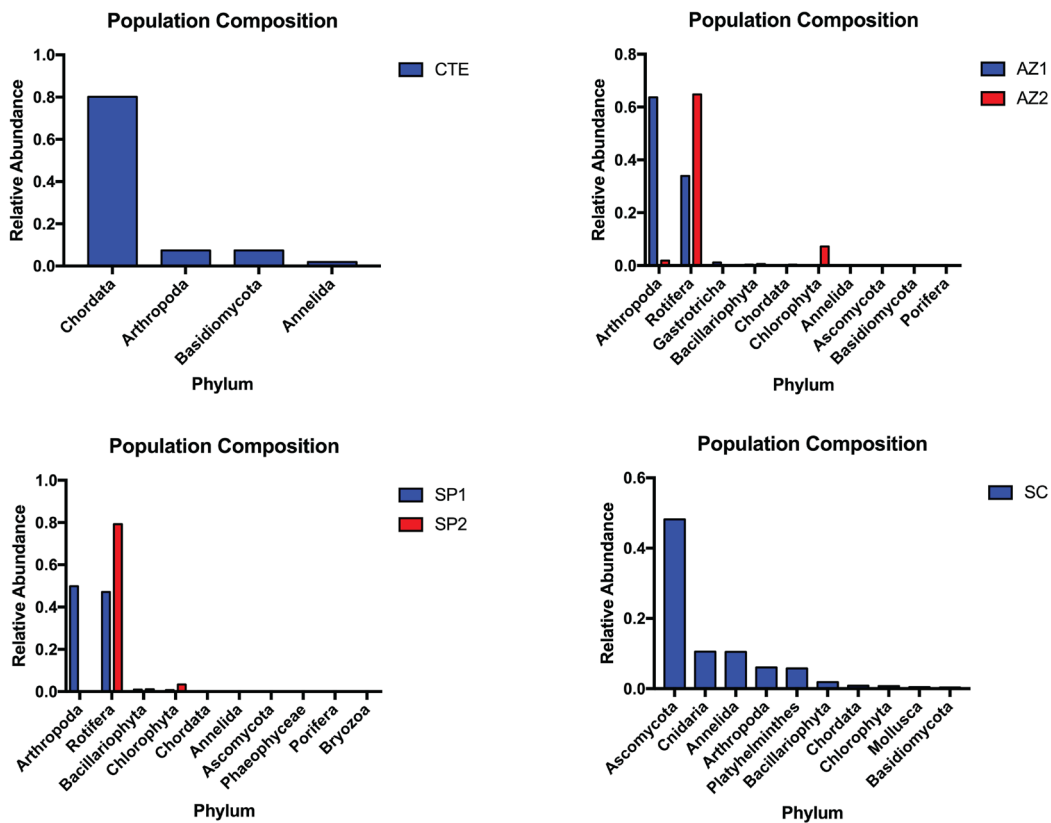 Population Composition
CTE
1.0
0.8
0.6
0.4
0.2
0.0
Relative Abundance
Chordata
Arthropoda
Basidiomycota
Annelida
Phylum
Population Composition
AZ1
AZ2
0.8
0.6
0.4
0.2
0.0
Relative Abundance
Arthropoda
Rotifera
Gastrotricha
Bacillariophyta
Chordata
Chlorophyta
Annelida
Ascomycota
Basidiomycota
Porifera
Phylum
Population Composition
SP1
SP2
1.0
0.8
0.6
0.4
0.2
0.0
Relative Abundance
Arthropoda
Rotifera
Bacillariophyta
Chlorophyta
Chordata
Annelida
Ascomycota
Phaeophyceae
Porifera
Bryozoa
Phylum
Population Composition
SC
0.6
0.4
0.2
0.0
Relative Abundance
Ascomycota
Cnidaria
Annelida
Arthropoda
Platyhelminthes
Bacillariophyta
Chordata
Chlorophyta
Mollusca
Basidiomycota
Phylum